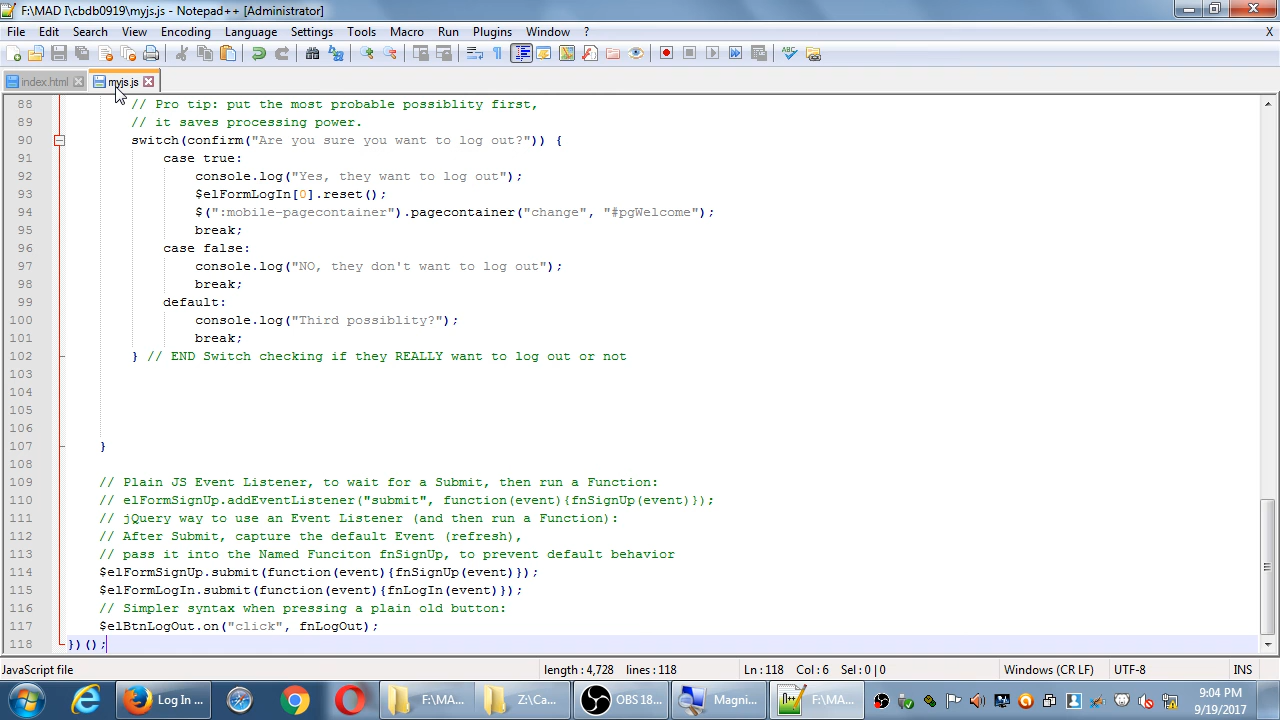 F:\MAD I\cbdb0919\myjs.js - Notepad++ [Administrator]
File Edit Search View Encoding Language Settings Tools Macro Run Plugins Window ? X
index.html myjs.js
88 // Pro tip: put the most probable possiblity first,
89 // it saves processing power.
90 switch(confirm("Are you sure you want to log out?")) {
91 case true:
92 console.log("Yes, they want to log out");
93 $elFormLogIn[0].reset();
94 $(":mobile-pagecontainer").pagecontainer("change", "#pgWelcome");
95 break;
96 case false:
97 console.log("NO, they don't want to log out");
98 break;
99 default:
100 console.log("Third possiblity?");
101 break;
102 } // END Switch checking if they REALLY want to log out or not
103
104
105
106
107 }
108
109 // Plain JS Event Listener, to wait for a Submit, then run a Function:
110 // elFormSignUp.addEventListener("submit", function(event){fnSignUp(event)});
111 // jQuery way to use an Event Listener (and then run a Function):
112 // After Submit, capture the default Event (refresh),
113 // pass it into the Named Funciton fnSignUp, to prevent default behavior
114 $elFormSignUp.submit(function(event){fnSignUp(event)});
115 $elFormLogIn.submit(function(event){fnLogIn(event)});
116 // Simpler syntax when pressing a plain old button:
117 $elBtnLogOut.on("click", fnLogOut);
118 })();
JavaScript file length : 4,728 lines : 118 Ln : 118 Col : 6 Sel : 0 | 0 Windows (CR LF) UTF-8 INS
Log In ... F:\MA... Z:\Ca... OBS 18... Magni... F:\MA... 9:04 PM
9/19/2017